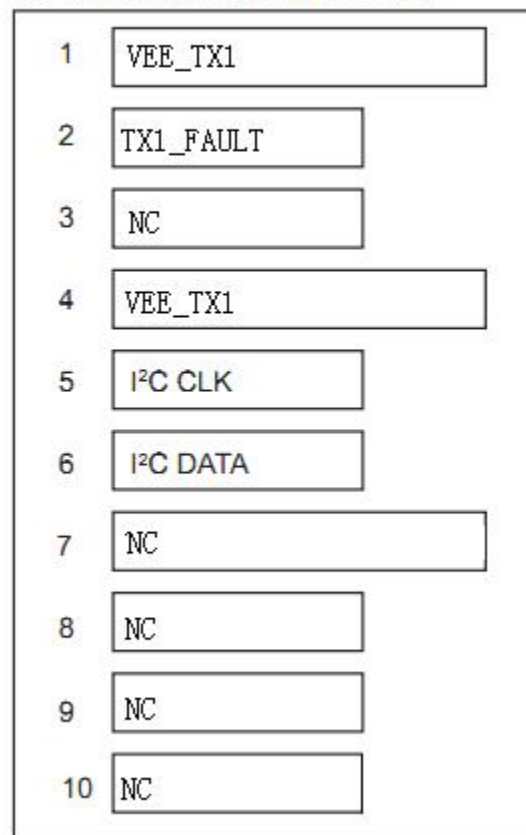 1 VEE_TX1
2 TX1_FAULT
3 NC
4 VEE_TX1
5 I²C CLK
6 I²C DATA
7 NC
8 NC
9 NC
10 NC